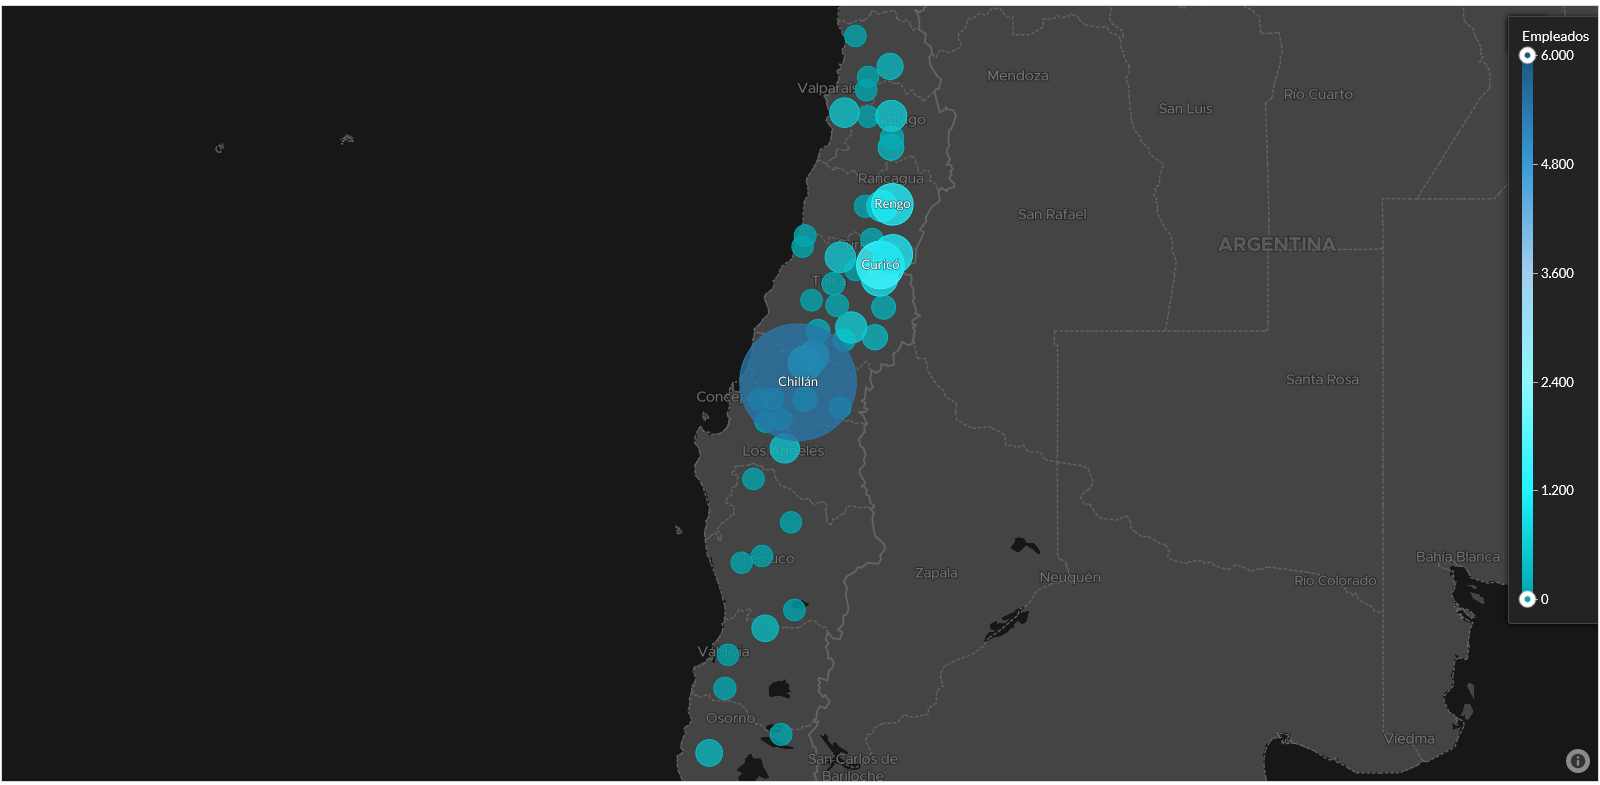 Empleados
6.000
4.800
3.600
2.400
1.200
0
Valparaíso
Mendoza
San Luis
Río Cuarto
Santiago
Rancagua
Rengo
San Rafael
ARGENTINA
Curicó
Talca
Santa Rosa
Chillán
Los Ángeles
Temuco
Zapala
Neuquén
Río Colorado
Bahía Blanca
Valdivia
Osorno
San Carlos de
Bariloche
Viedma